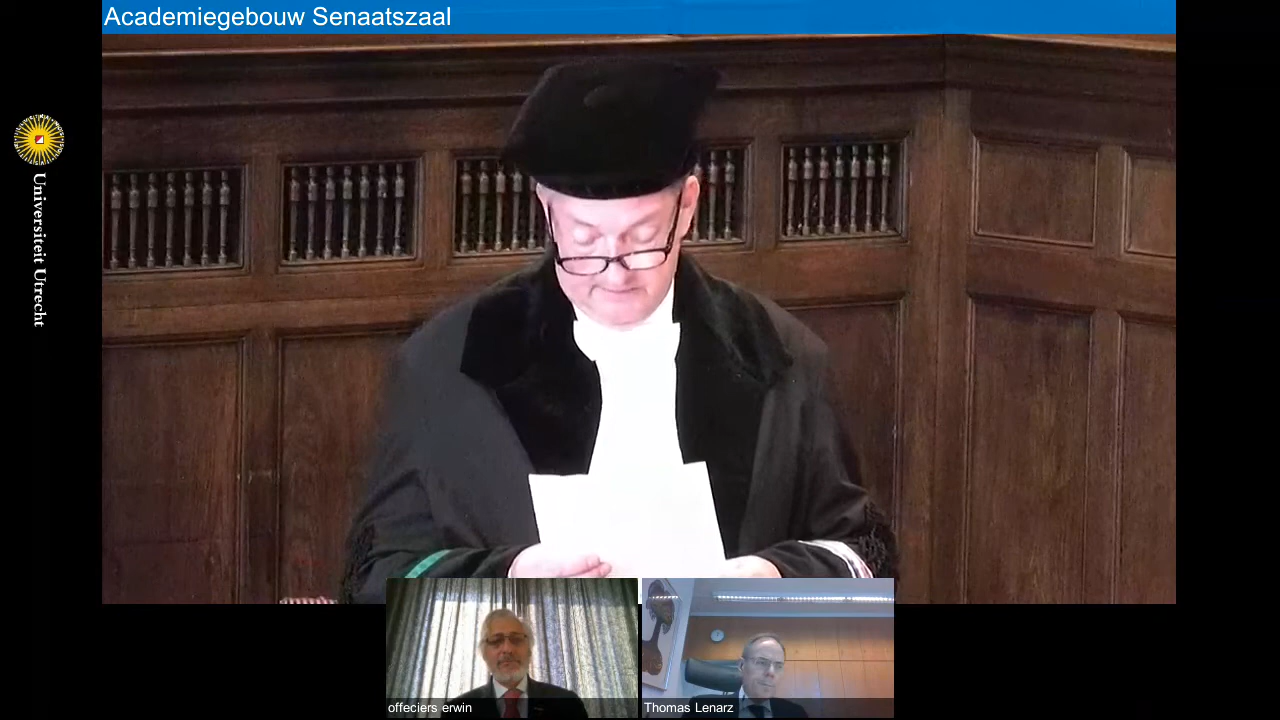 Academiegebouw Senaatszaal
Universiteit Utrecht
offeciers erwin
Thomas Lenarz